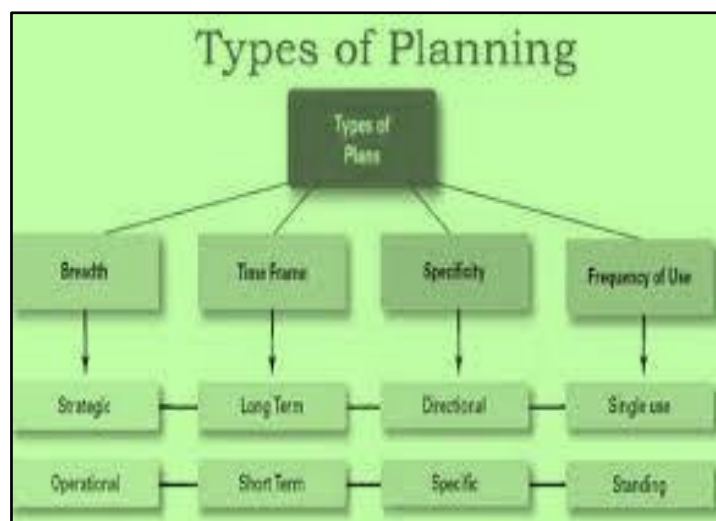 Types of Planning
Types of
Plans
Breadth
Time Frame
Specificity
Frequency of Use
Strategic
Long Term
Directional
Single use
Operational
Short Term
Specific
Standing